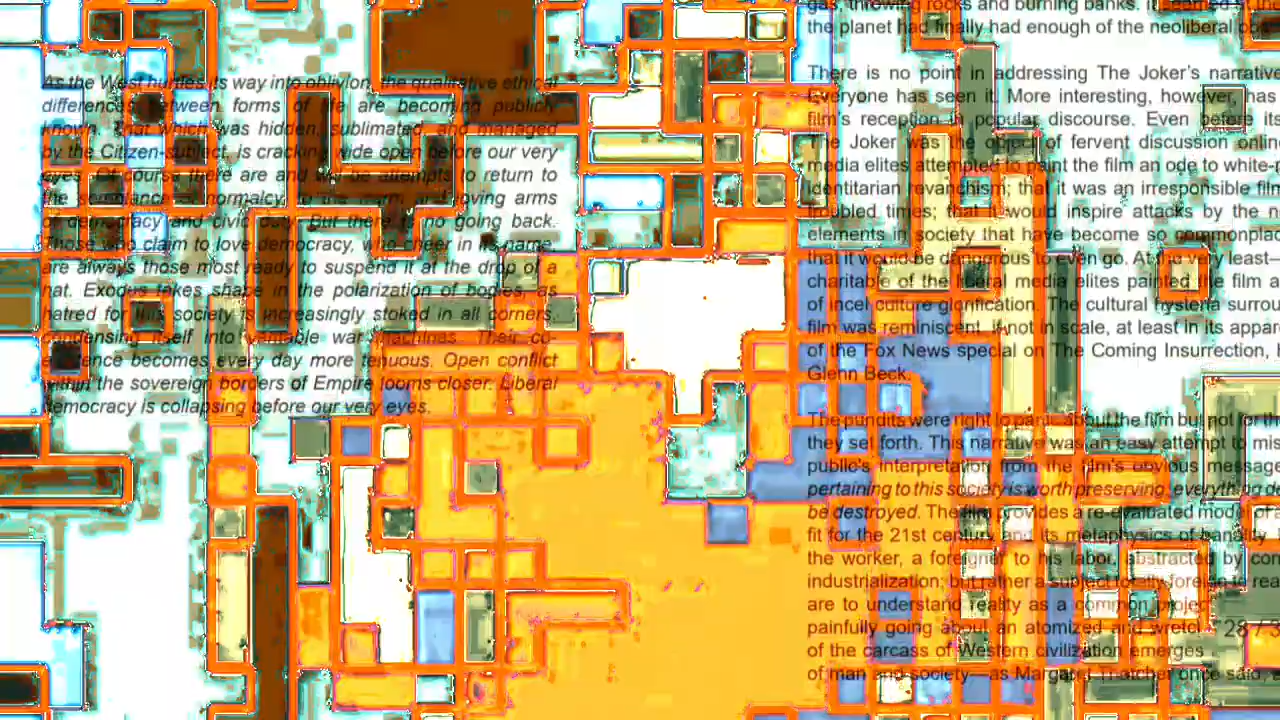 As the West hurtles its way into oblivion, the qualitative ethical
differences between forms of life are becoming publicly
known. That which was hidden, sublimated, and managed
by the Citizen-subject, is cracking wide open before our very
eyes. Of course there are and will be attempts to return to
the semblance of normalcy, to the warm and loving arms
of democracy and civic duty. But there is no going back.
Those who claim to love democracy, who cheer in its name,
are always those most ready to suspend it at the drop of a
hat. Exodus takes shape in the polarization of bodies, as
hatred for this society is increasingly stoked in all corners,
condensing itself into veritable war machines. Their co-
becomes every day more tenuous. Open conflict
within the sovereign borders of Empire looms closer. Liberal
democracy is collapsing before our very eyes.
gas, throwing rocks and burning banks. It
the planet had finally had enough of the neoliberal
There is no point in addressing The Joker's narrative
Everyone has seen it. More interesting, however, has
film's reception in popular discourse. Even before its
The Joker was the object of fervent discussion online
media elites attempted to paint the film an ode to white-
identitarian revanchism; that it was an irresponsible film
troubled times; that it would inspire attacks by the m
elements in society that have become so commonplac
that it would be dangerous to even go. At the very least—
charitable of the liberal media elites painted the film a
of incel culture glorification. The cultural hysteria surrou
film was reminiscent, if not in scale, at least in its appar
of the Fox News special on The Coming Insurrection,
Glenn Beck.
The pundits were right to panic about the film but not for th
they set forth. This narrative was an easy attempt to mis
public's interpretation from the film's obvious message
pertaining to this society is worth preserving, everything
be destroyed. The film provides a re-evaluated model of a
fit for the 21st century and its metaphysics of banality.
the worker, a foreigner to his labor, abstracted by con
industrialization; but rather a subject totally foreign to rea
are to understand reality as a common project
painfully going about an atomized and
of the carcass of Western civilization emerges
of man and society—as Margaret Thatcher once said,